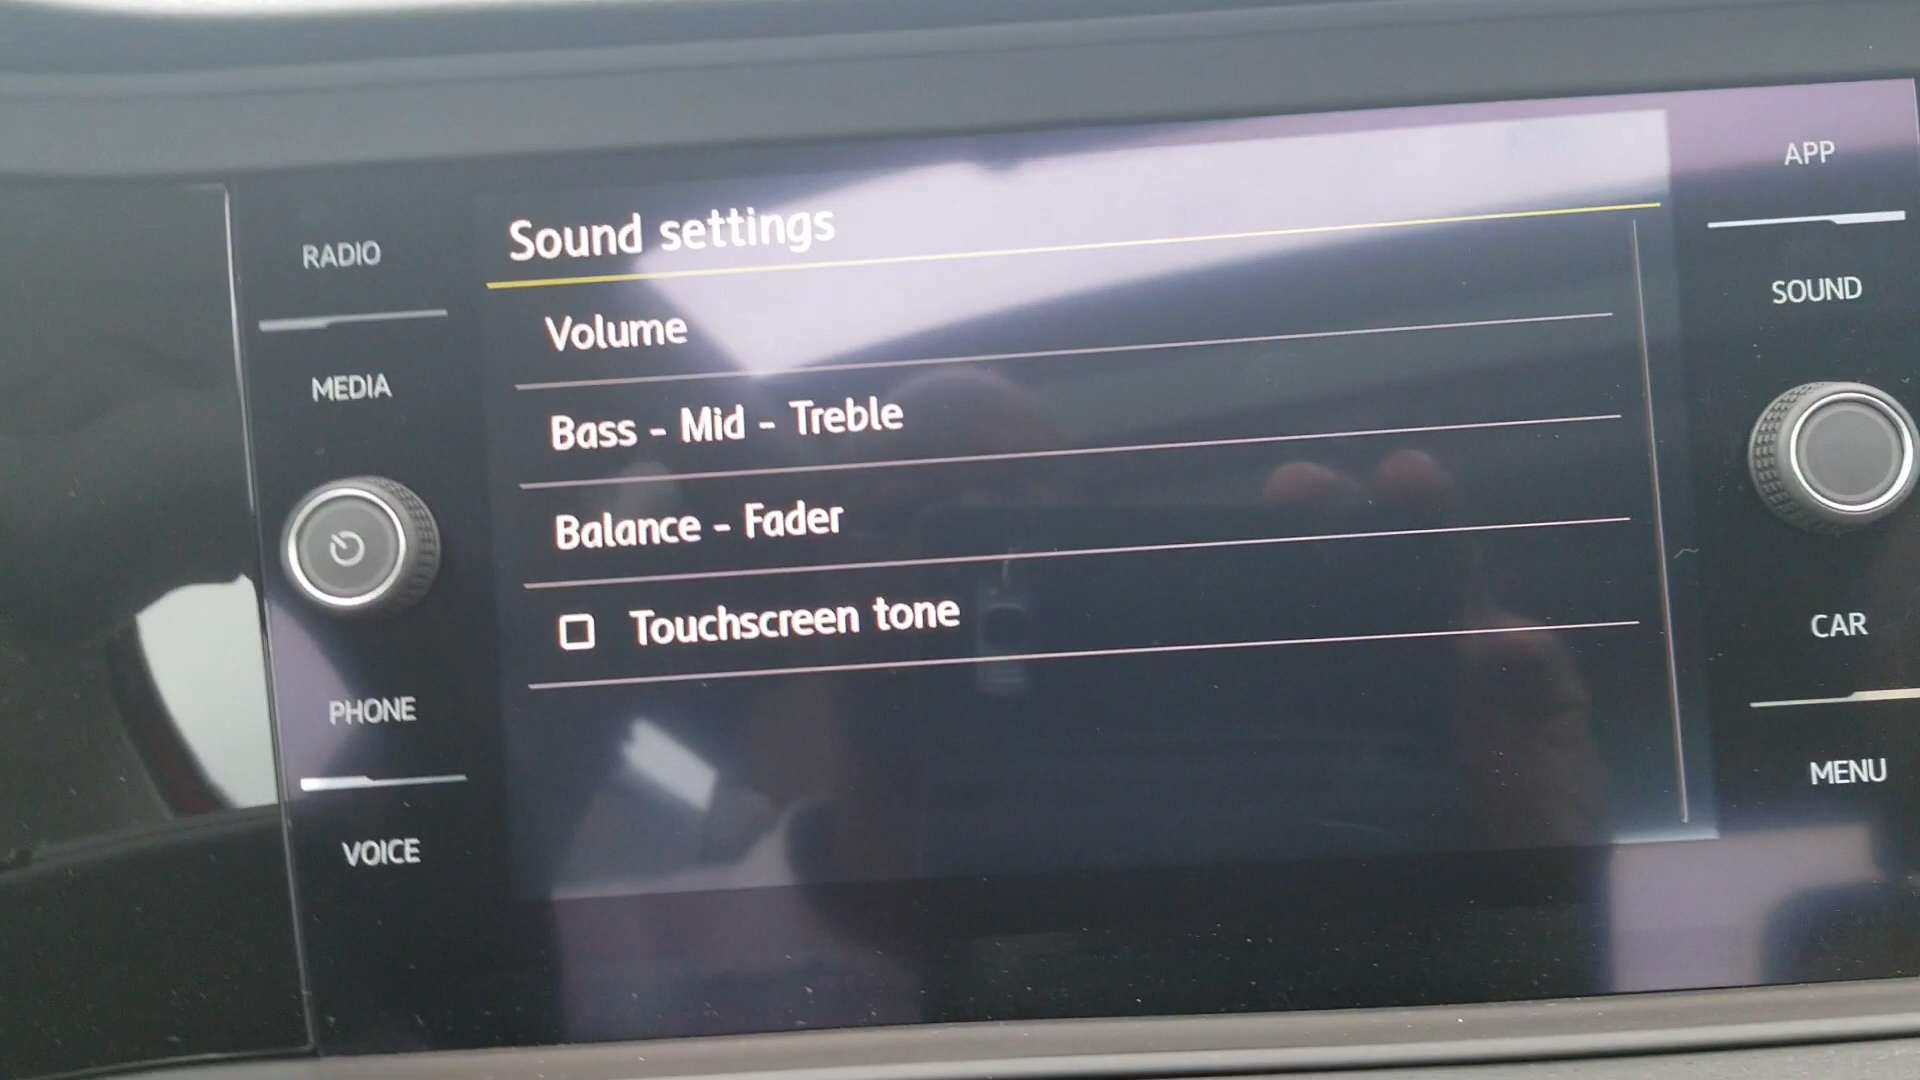 RADIO
MEDIA
PHONE
VOICE
Sound settings
Volume
Bass - Mid - Treble
Balance - Fader
Touchscreen tone
APP
SOUND
CAR
MENU